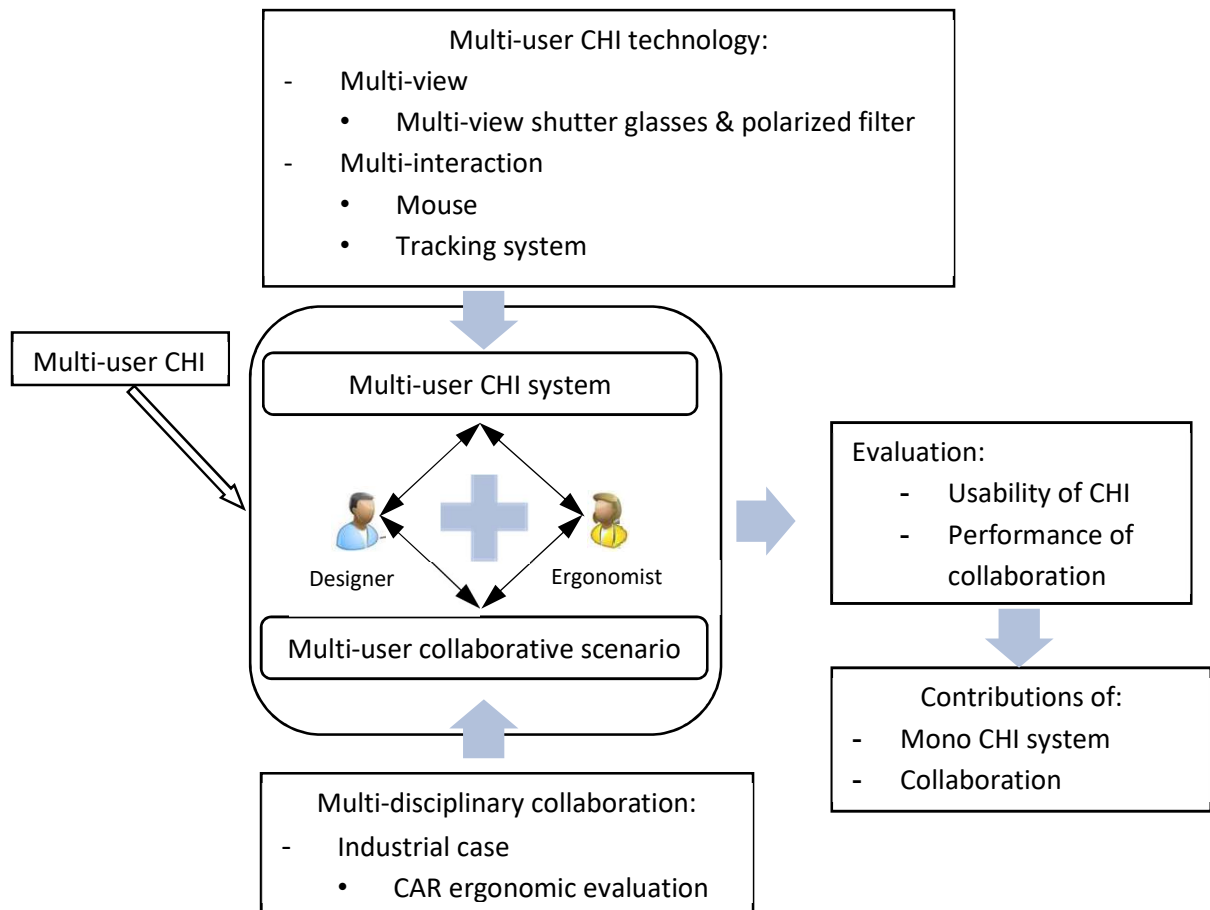 Multi-user CHI technology:
- Multi-view
• Multi-view shutter glasses & polarized filter
- Multi-interaction
• Mouse
• Tracking system
Multi-user CHI
Multi-user CHI system
Designer
Ergonomist
Multi-user collaborative scenario
Evaluation:
- Usability of CHI
- Performance of
collaboration
Contributions of:
- Mono CHI system
- Collaboration
Multi-disciplinary collaboration:
- Industrial case
• CAR ergonomic evaluation